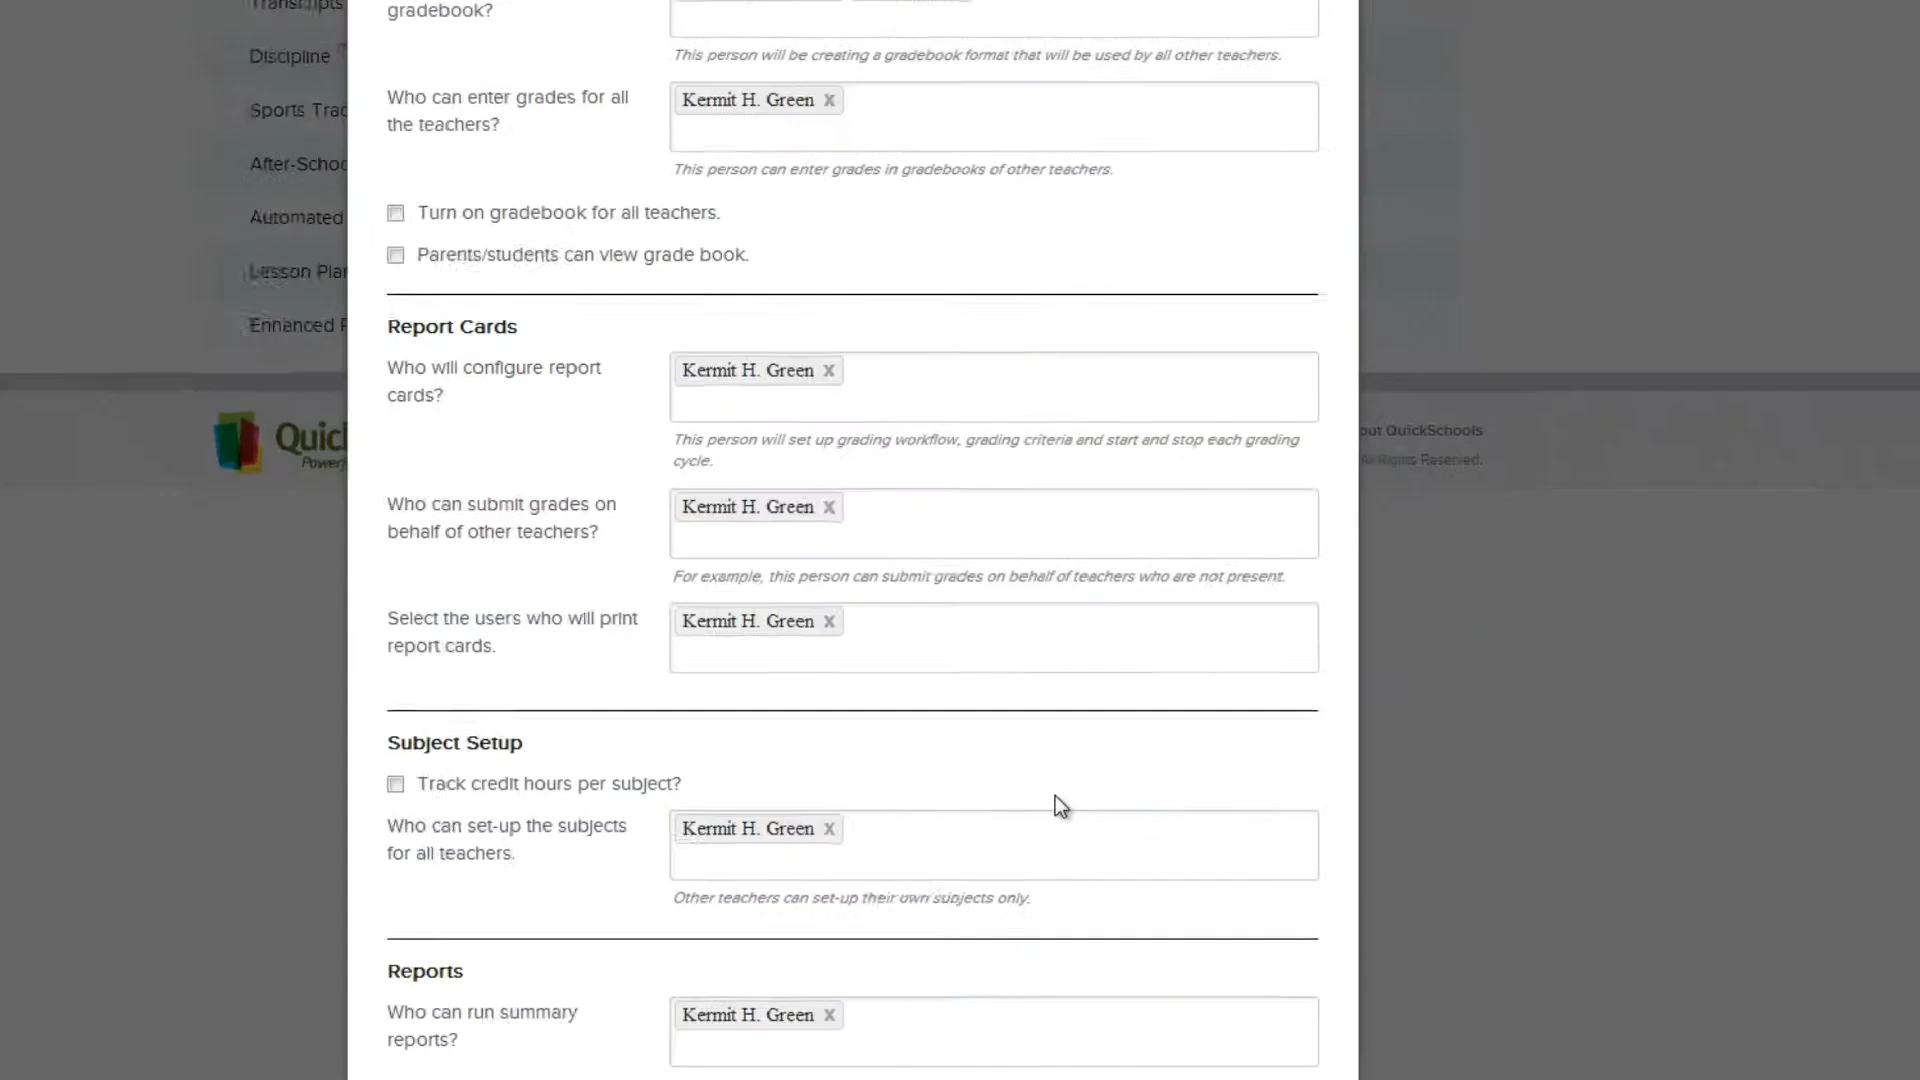 Transcripts
gradebook?
This person will be creating a gradebook format that will be used by all other teachers.
Discipline
Who can enter grades for all
the teachers?
Kermit H. Green x
Sports Trac
This person can enter grades in gradebooks of other teachers.
After-Schoo
Turn on gradebook for all teachers.
Automated
Parents/students can view grade book.
Lesson Plan
Enhanced
Report Cards
Who will configure report
cards?
Kermit H. Green x
This person will set up grading workflow, grading criteria and start and stop each grading
cycle.
Quick
Powerf
out QuickSchools
All Rights Reserved.
Who can submit grades on
behalf of other teachers?
Kermit H. Green x
For example, this person can submit grades on behalf of teachers who are not present.
Select the users who will print
report cards.
Kermit H. Green x
Subject Setup
Track credit hours per subject?
Who can set-up the subjects
for all teachers.
Kermit H. Green x
Other teachers can set-up their own subjects only.
Reports
Who can run summary
reports?
Kermit H. Green x